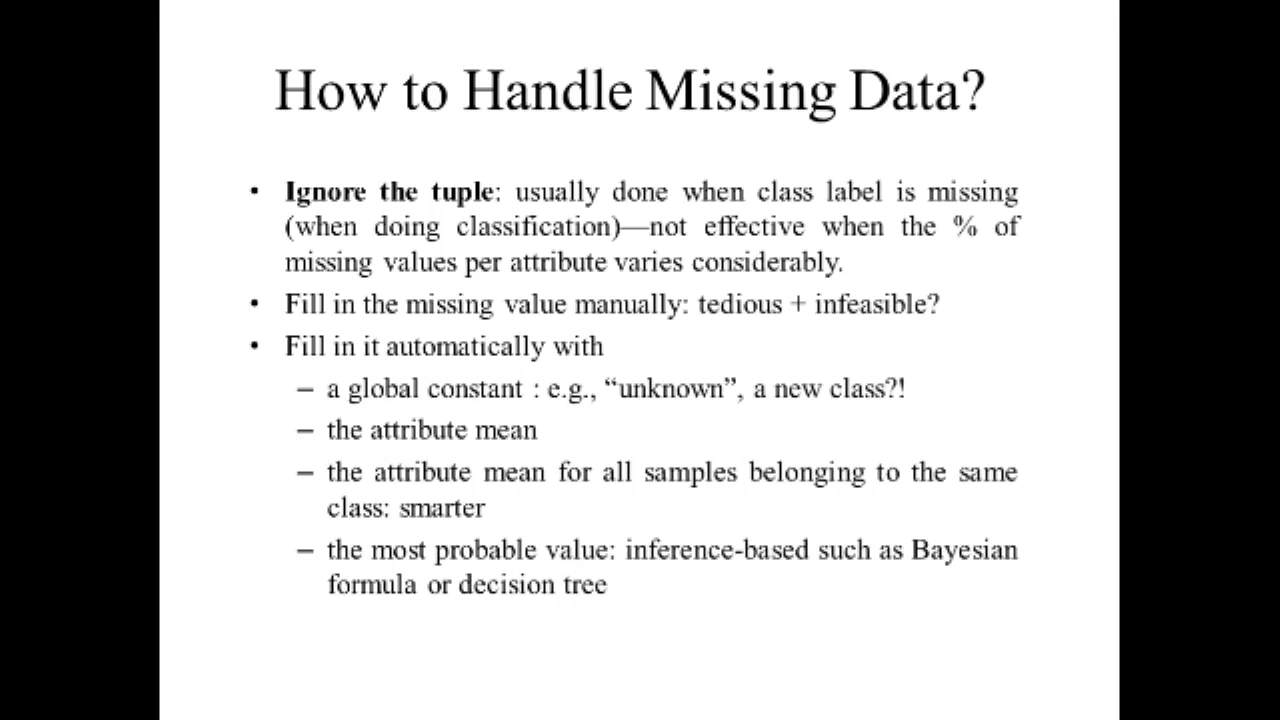 How to Handle Missing Data?
• Ignore the tuple: usually done when class label is missing
(when doing classification)—not effective when the % of
missing values per attribute varies considerably.
• Fill in the missing value manually: tedious + infeasible?
• Fill in it automatically with
– a global constant : e.g., “unknown”, a new class?!
– the attribute mean
– the attribute mean for all samples belonging to the same
class: smarter
– the most probable value: inference-based such as Bayesian
formula or decision tree